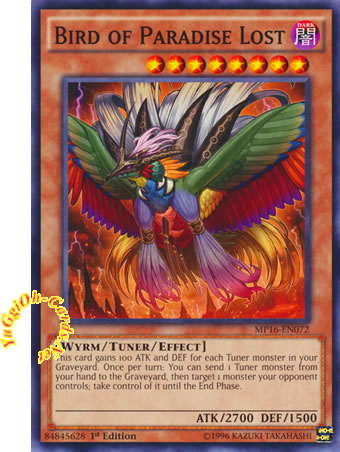 BIRD OF PARADISE LOST
DARK
闇
MP16-EN072
[WYRM/TUNER/EFFECT]
This card gains 100 ATK and DEF for each Tuner monster in
your Graveyard. Once per turn: You can send 1 Tuner monster from
your hand to the Graveyard, then target 1 monster your opponent
controls; take control of it until the End Phase.
ATK/2700 DEF/1500
84845628 1st Edition ©1996 KAZUKI TAKAHASHI
YuGiOh-Cards.net